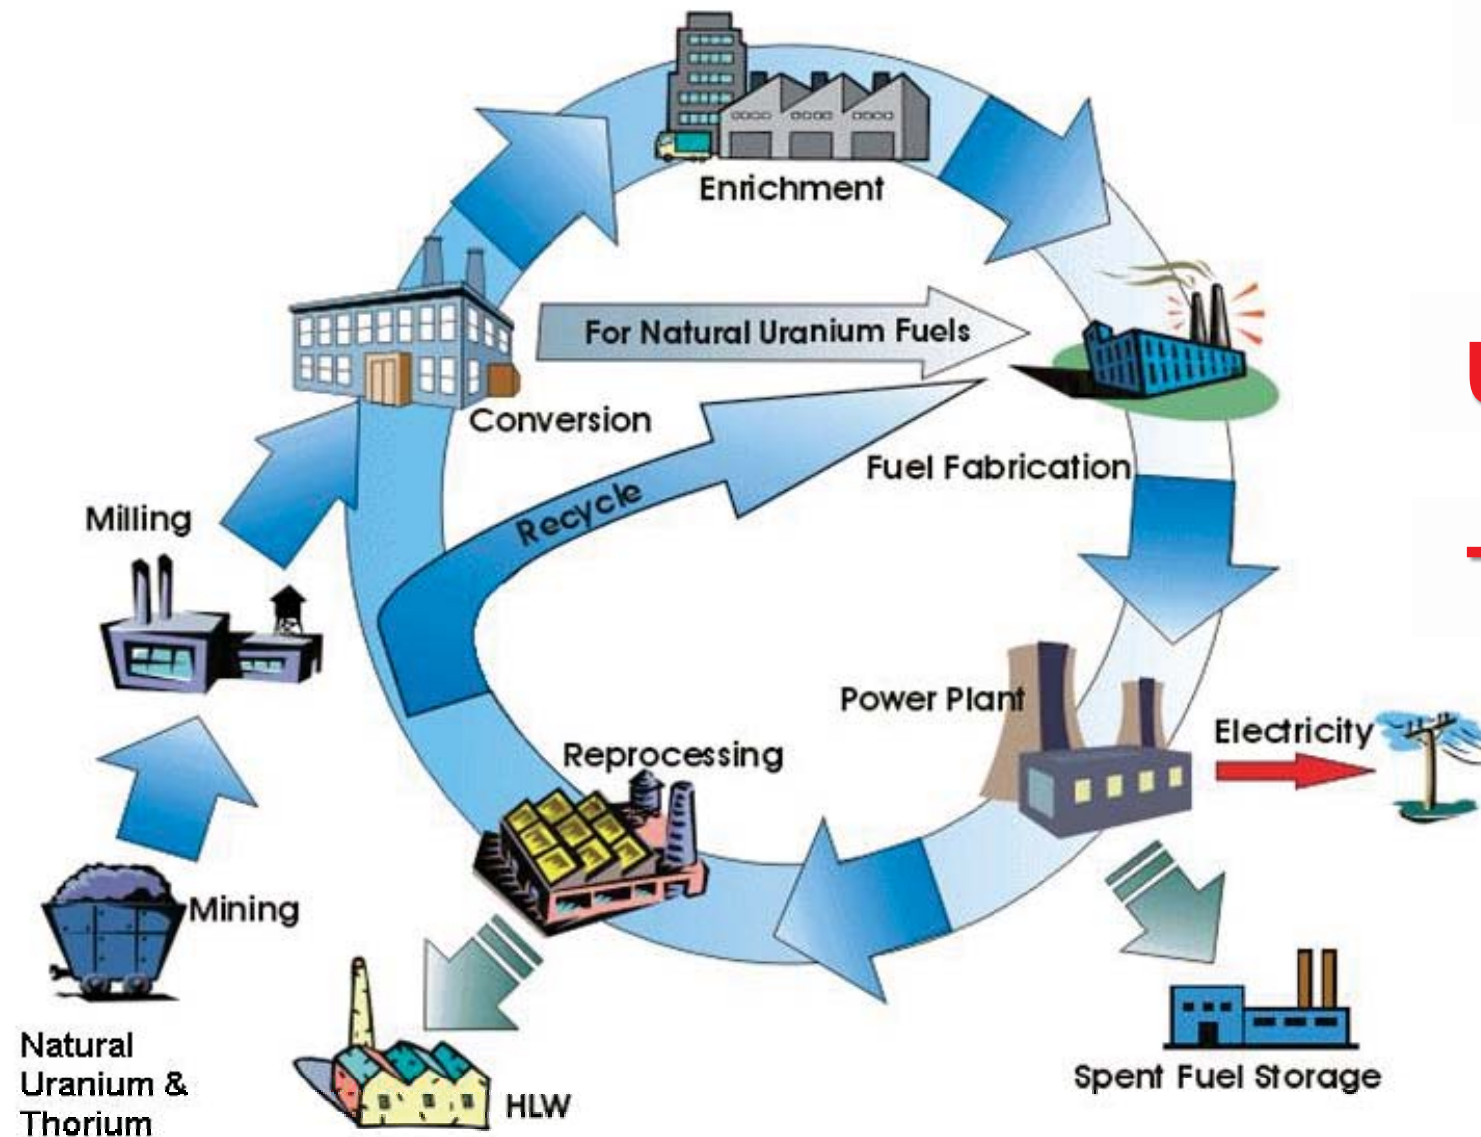 Enrichment
For Natural Uranium Fuels
Conversion
Fuel Fabrication
Recycle
Milling
Power Plant
Electricity
Reprocessing
Mining
Natural
Uranium &
Thorium
HLW
Spent Fuel Storage